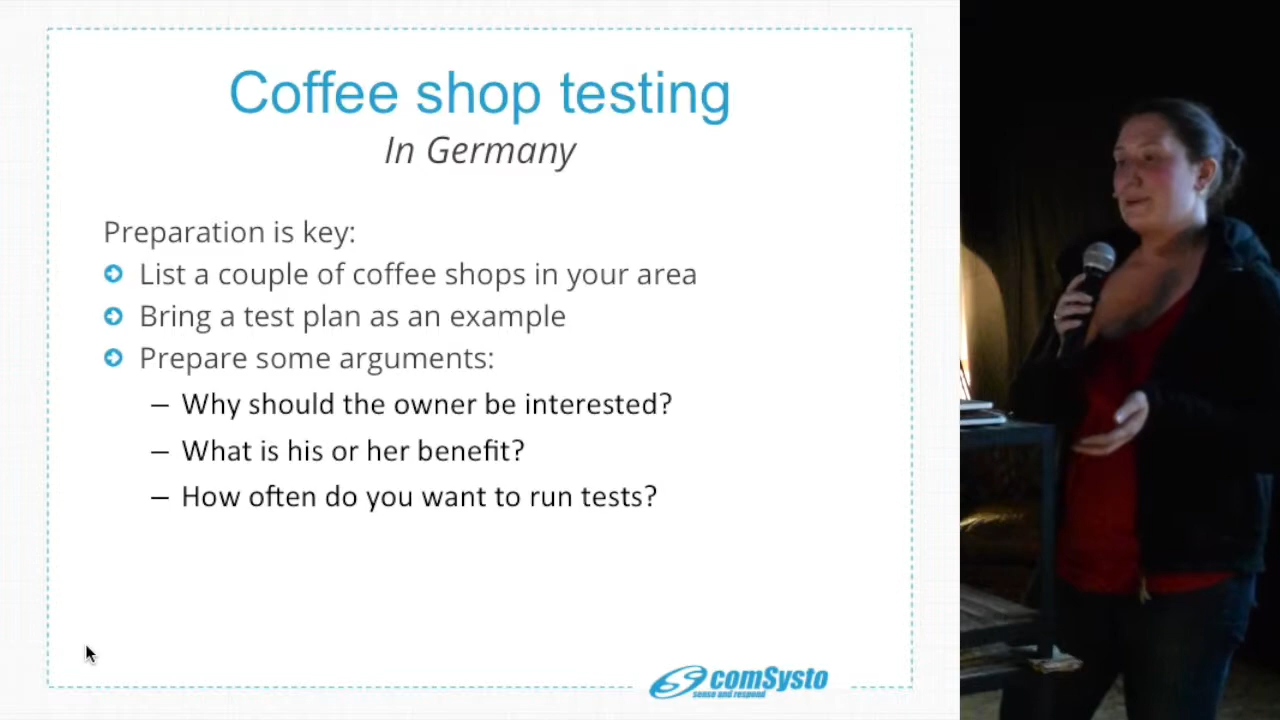 Coffee shop testing
In Germany
Preparation is key:
List a couple of coffee shops in your area
Bring a test plan as an example
Prepare some arguments:
– Why should the owner be interested?
– What is his or her benefit?
– How often do you want to run tests?
comSysto
sense and respond